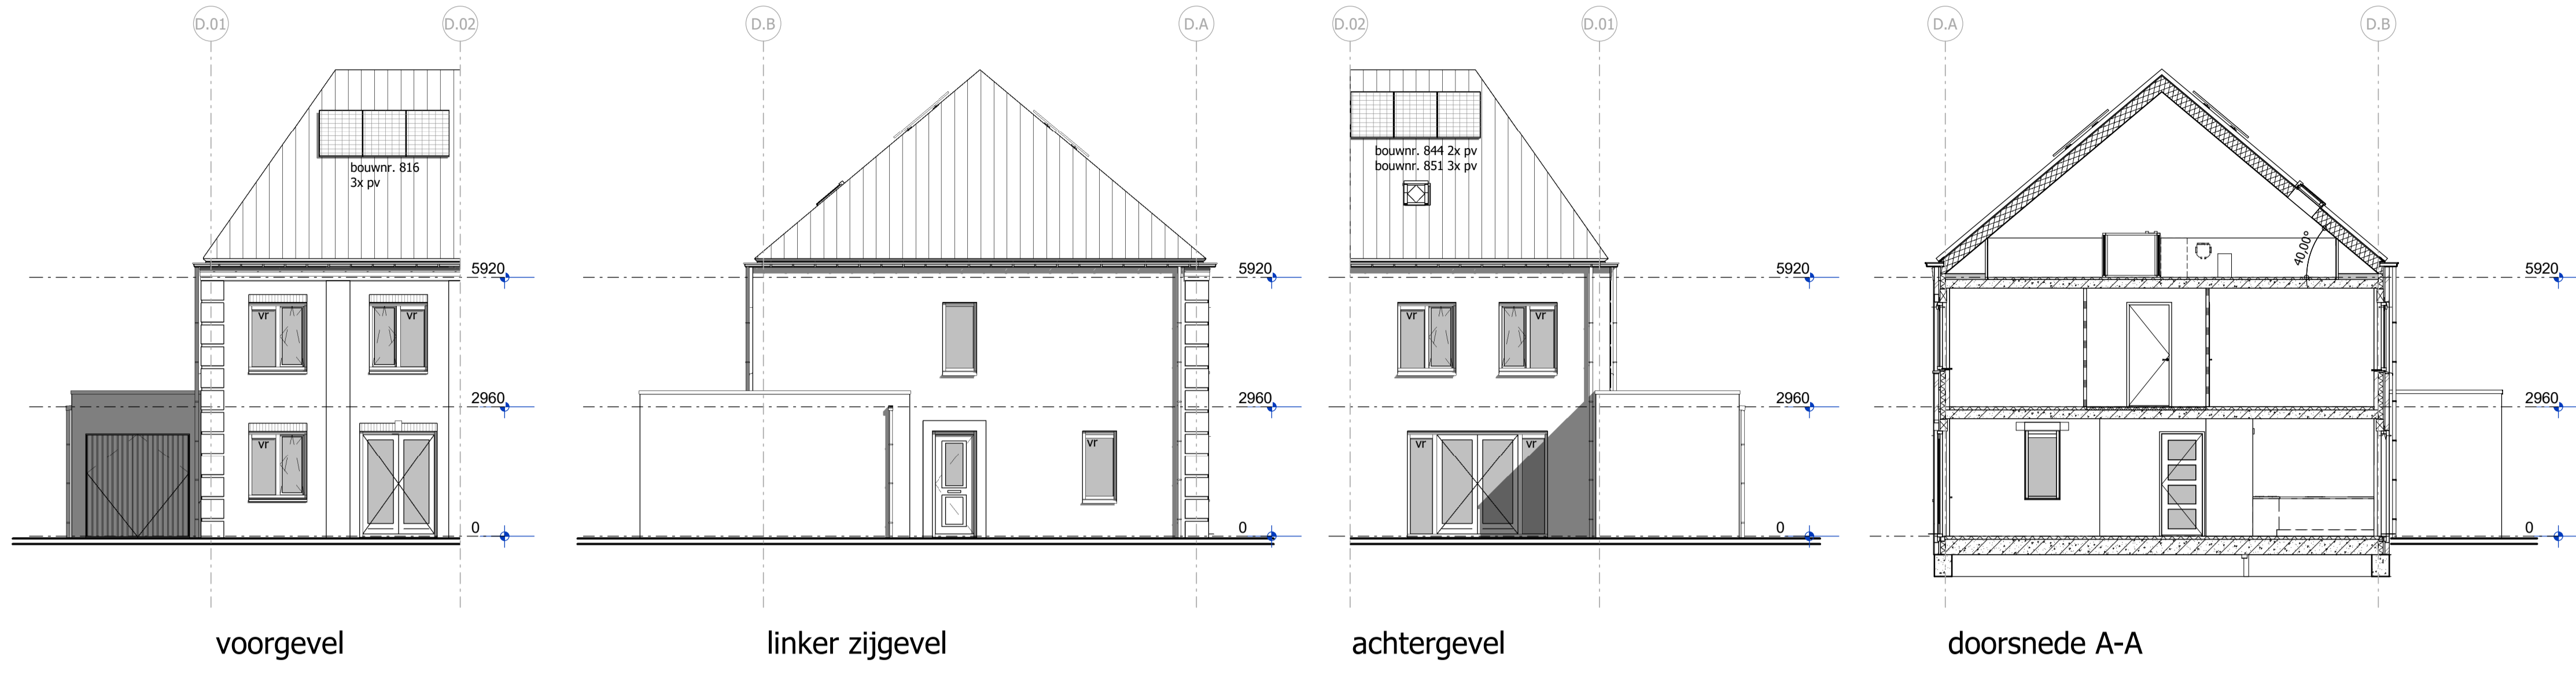 D.01
D.02
bouwnr. 816
3x pv
5920
vr
vr
2960
vr
0
voorgevel
D.B
D.A
5920
2960
vr
0
linker zijgevel
D.02
D.01
bouwnr. 844 2x pv
bouwnr. 851 3x pv
5920
vr
vr
2960
vr
vr
0
achtergevel
D.A
D.B
40,00°
5920
2960
0
doorsnede A-A